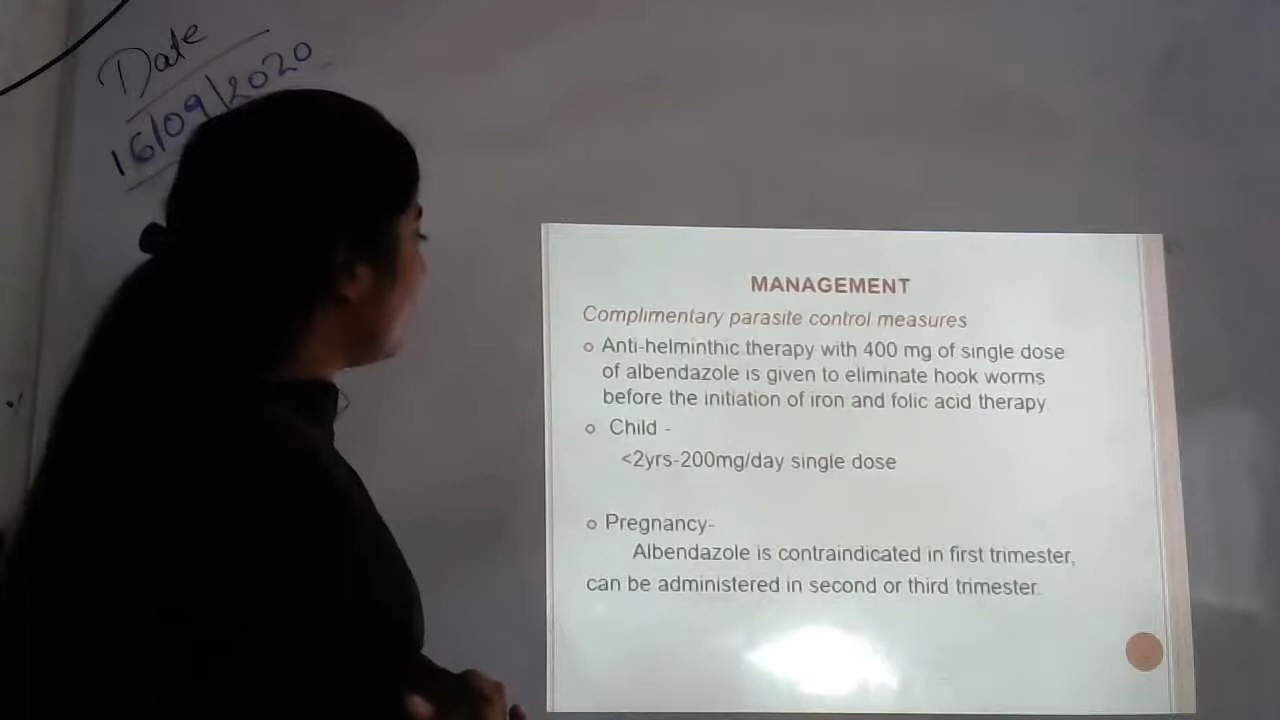 Date
16/09/2020
MANAGEMENT
Complimentary parasite control measures
o Anti-helminthic therapy with 400 mg of single dose
of albendazole is given to eliminate hook worms
before the initiation of iron and folic acid therapy
o Child -
<2yrs-200mg/day single dose
o Pregnancy-
Albendazole is contraindicated in first trimester,
can be administered in second or third trimester.